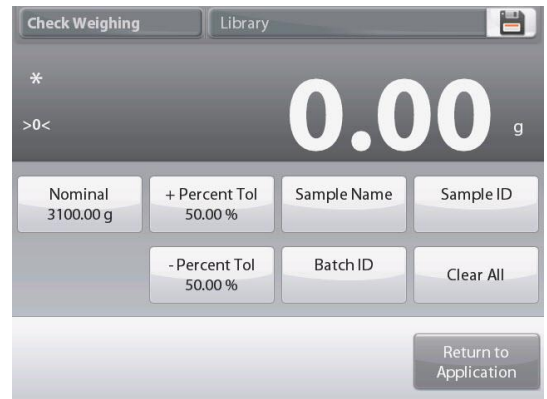 Check Weighing
Library
*
>0<
0.00 g
Nominal
3100.00 g
+ Percent Tol
50.00 %
Sample Name
Sample ID
- Percent Tol
50.00 %
Batch ID
Clear All
Return to
Application